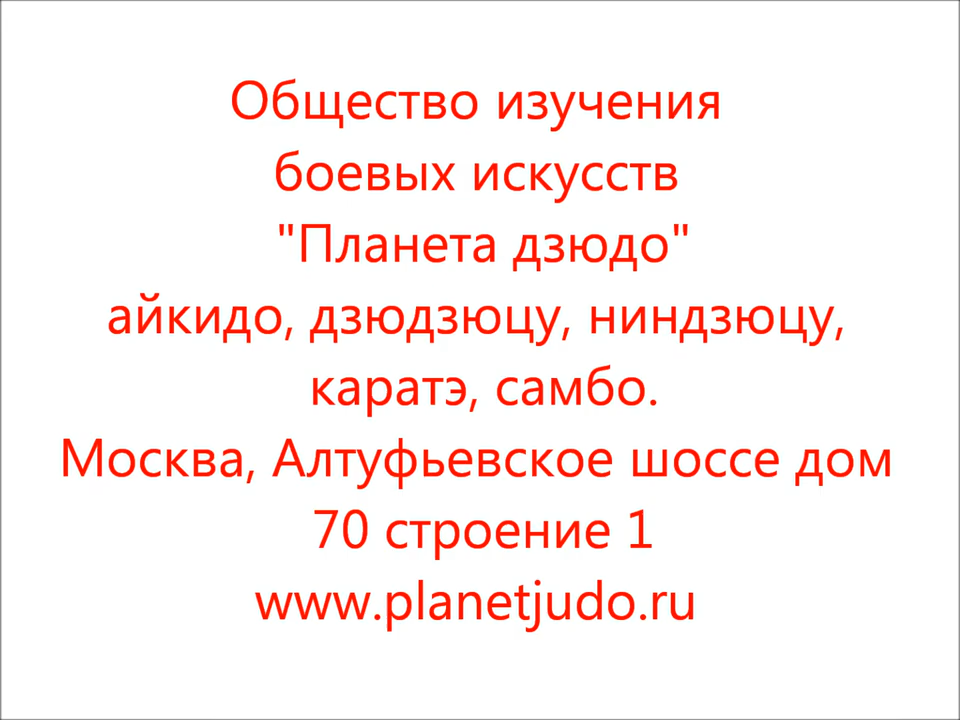 Общество изучения
боевых искусств
"Планета дзюдо"
айкидо, дзюдзюцу, ниндзюцу,
каратэ, самбо.
Москва, Алтуфьевское шоссе дом
70 строение 1
www.planetjudo.ru